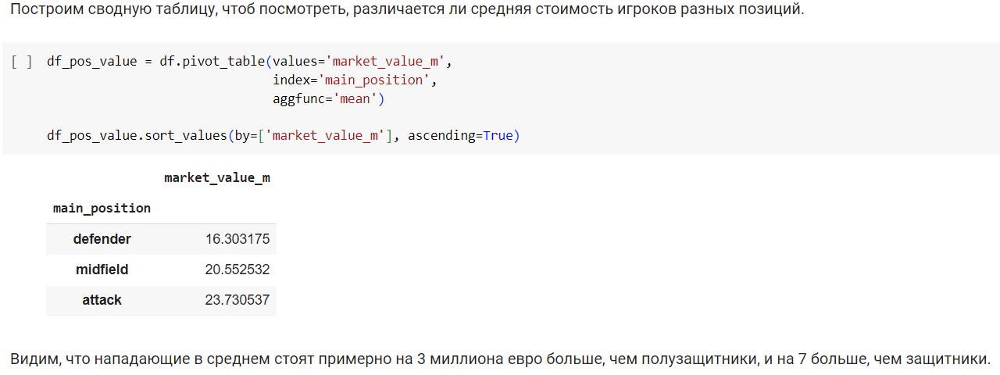 Построим сводную таблицу, чтоб посмотреть, различается ли средняя стоимость игроков разных позиций.
[ ] df_pos_value = df.pivot_table(values='market_value_m',
index='main_position',
aggfunc='mean')
df_pos_value.sort_values(by=['market_value_m'], ascending=True)
market_value_m
main_position
defender 16.303175
midfield 20.552532
attack 23.730537
Видим, что нападающие в среднем стоят примерно на 3 миллиона евро больше, чем полузащитники, и на 7 больше, чем защитники.